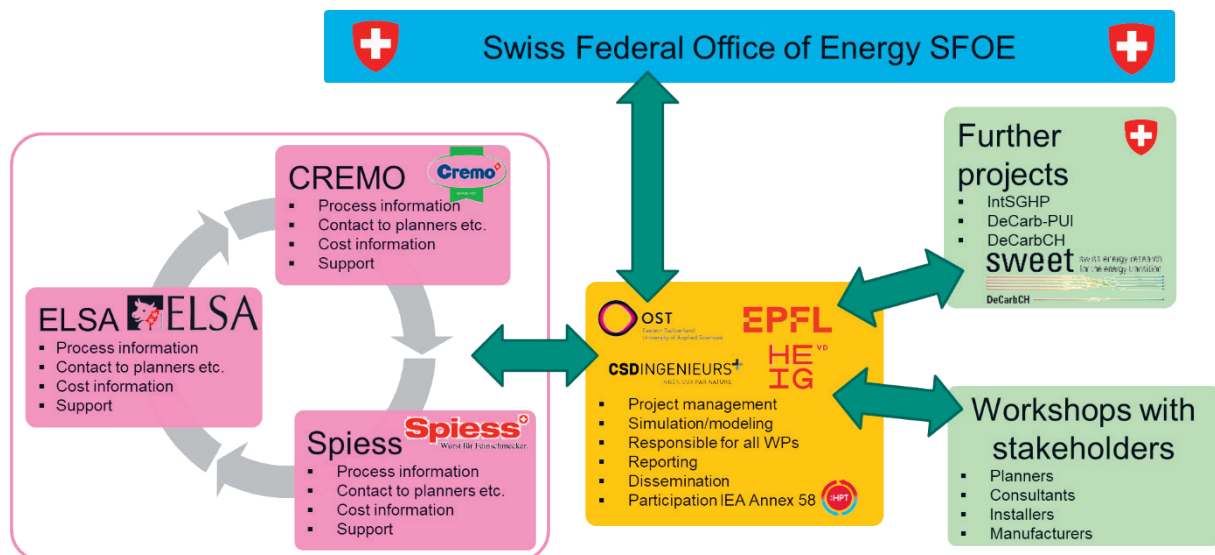 Swiss Federal Office of Energy SFOE
CREMO
Cremo
Process information
Contact to planners etc.
Cost information
Support
ELSA
ELSA
Process information
Contact to planners etc.
Cost information
Support
Spiess
Spiess
Wurst für Feinschmecker
Process information
Contact to planners etc.
Cost information
Support
OST
Eastern Switzerland
University of Applied Sciences
EPFL
CSDINGENIEURS+
INGENIEUR PAR NATURE
HE
VD
IG
Project management
Simulation/modeling
Responsible for all WPs
Reporting
Dissemination
Participation IEA Annex 58
HPT
Further
projects
IntSGHP
DeCarb-PUI
DeCarbCH
sweet
swiss energy research
for the energy transition
DeCarbCH
Workshops with
stakeholders
Planners
Consultants
Installers
Manufacturers